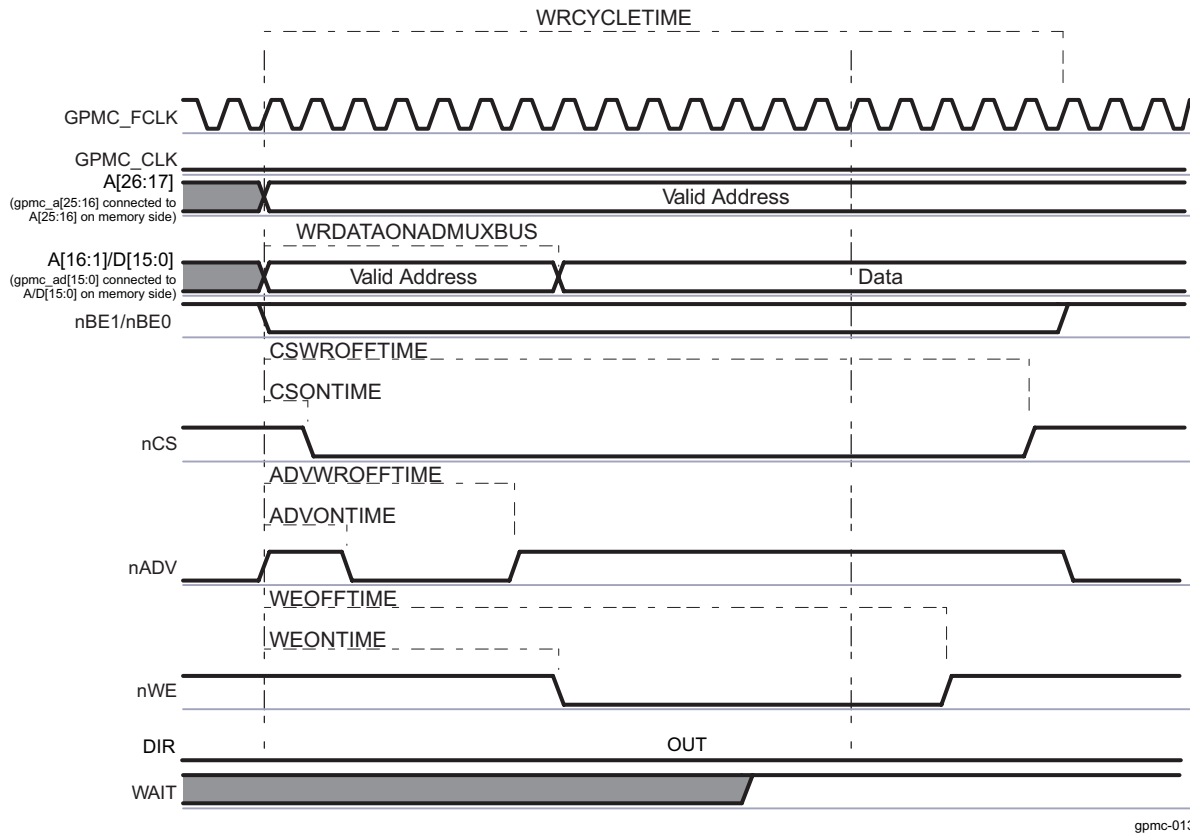 WRCYCLETIME
GPMC_FCLK
GPMC_CLK
A[26:17]
(gpmc_a[25:16] connected to
A[25:16] on memory side)
Valid Address
WRDATAONADMUXBUS
A[16:1]/D[15:0]
(gpmc_ad[15:0] connected to
A/D[15:0] on memory side)
Valid Address
Data
nBE1/nBE0
CSWROFFTIME
CSONTIME
nCS
ADVWROFFTIME
ADVONTIME
nADV
WEOFFTIME
WEONTIME
nWE
DIR
OUT
WAIT
gpmc-013